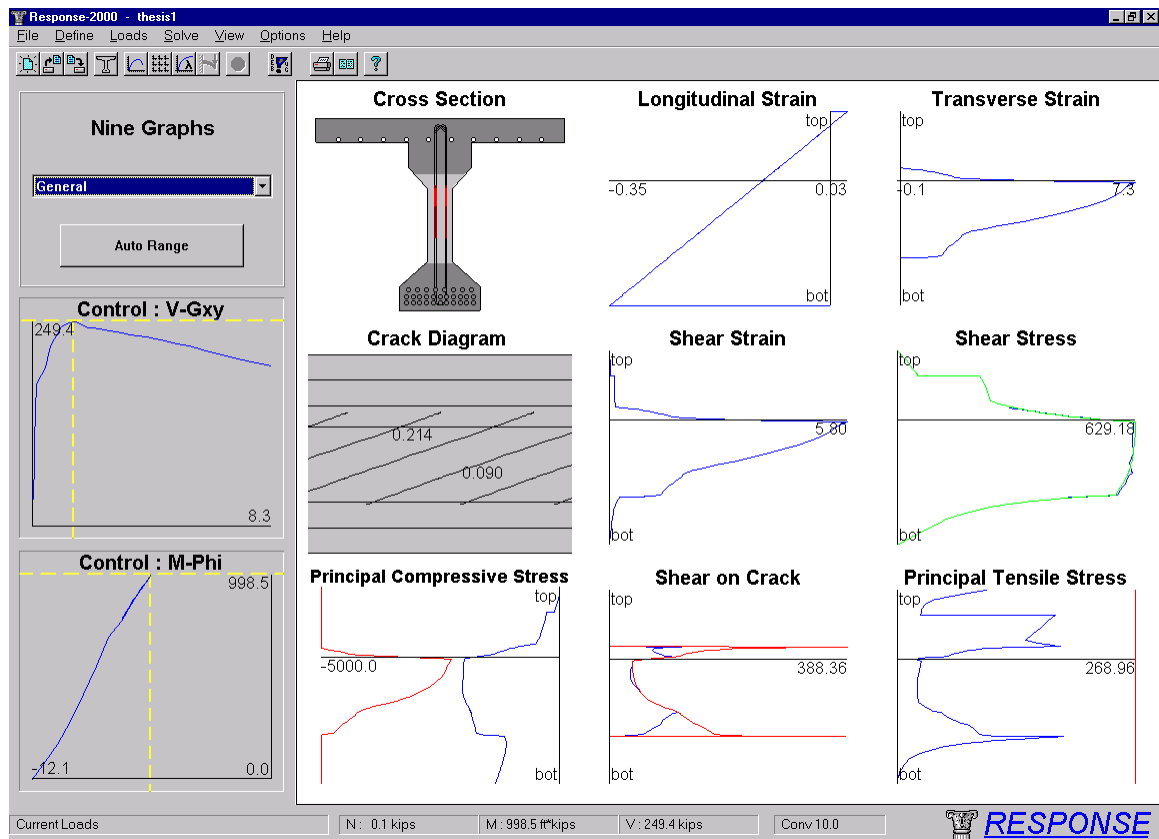 Response-2000 - thesis1
File Define Loads Solve View Options Help
Nine Graphs
General
Auto Range
Control : V-Gxy
249.4
8.3
Control : M-Phi
998.5
-12.1
0.0
Cross Section
Longitudinal Strain
top
-0.35
0.03
bot
Transverse Strain
top
-0.1
7.3
bot
Crack Diagram
0.214
0.090
Shear Strain
top
5.80
bot
Shear Stress
top
629.18
bot
Principal Compressive Stress
top
-5000.0
bot
Shear on Crack
top
388.36
bot
Principal Tensile Stress
top
268.96
bot
Current Loads
N : 0.1 kips
M : 998.5 ft*kips
V : 249.4 kips
Conv 10.0
RESPONSE